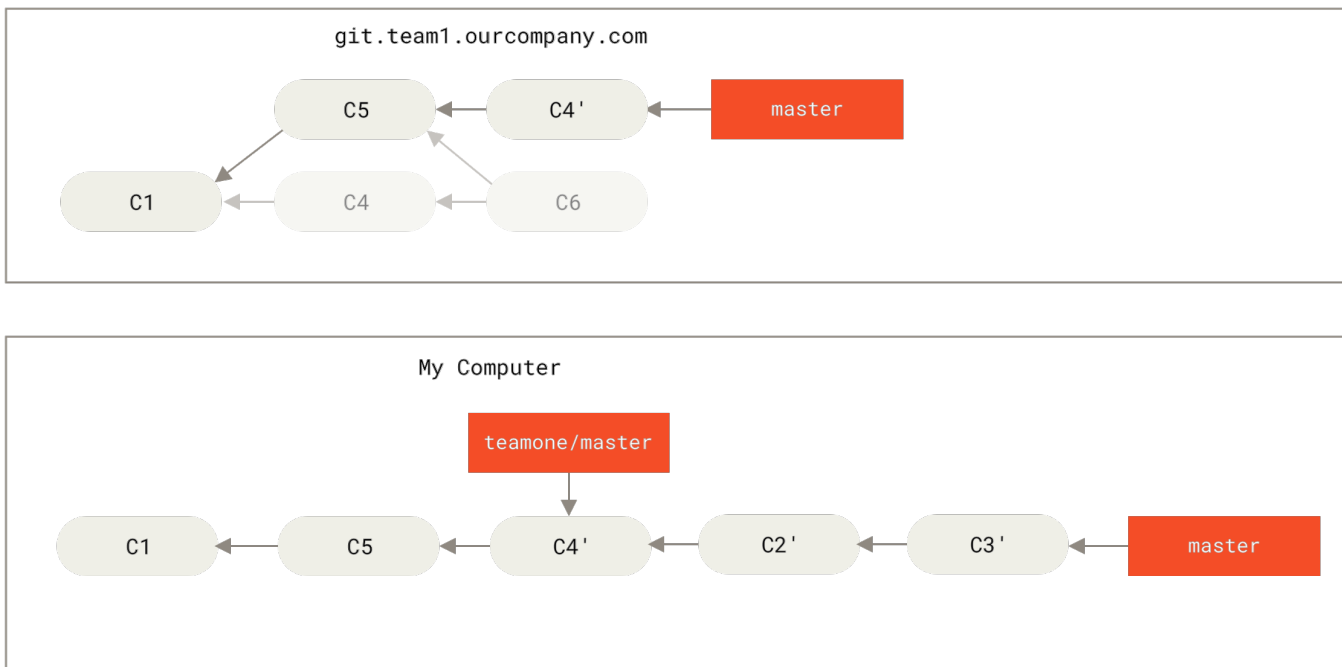 git.team1.ourcompany.com
C5
C4'
master
C1
C4
C6
My Computer
teamone/master
C1
C5
C4'
C2'
C3'
master